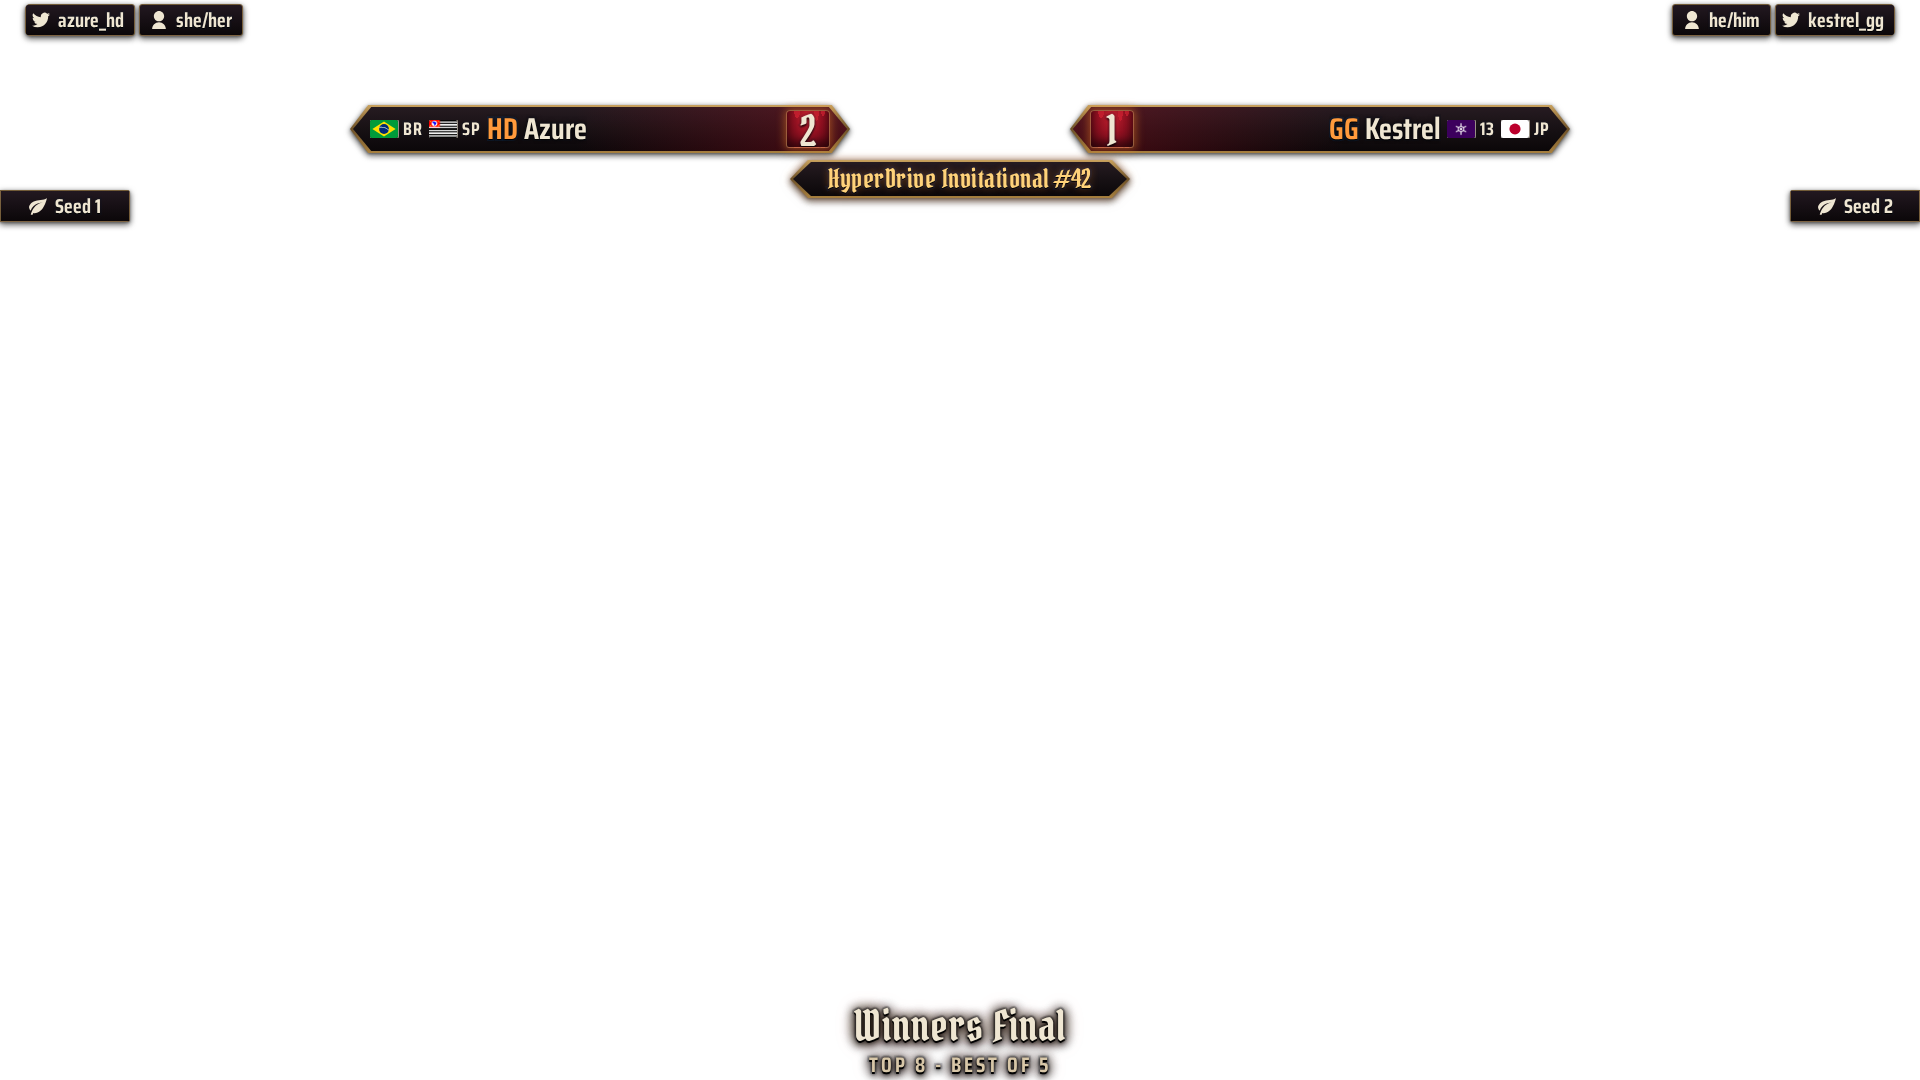 azure_hd she/her
he/him kestrel_gg
BR SP HD Azure 2
1 GG Kestrel 13 JP
HyperDrive Invitational #42
Seed 1
Seed 2
Winners Final
TOP 8 - BEST OF 5